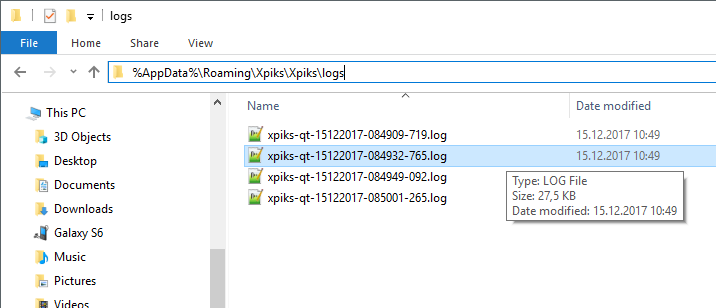 logs
File Home Share View
%AppData%\Roaming\Xpiks\Xpiks\logs
Name Date modified
This PC
3D Objects
Desktop
Documents
Downloads
Galaxy S6
Music
Pictures
Videos
xpiks-qt-15122017-084909-719.log 15.12.2017 10:49
xpiks-qt-15122017-084932-765.log 15.12.2017 10:49
xpiks-qt-15122017-084949-092.log
xpiks-qt-15122017-085001-265.log
Type: LOG File
Size: 27,5 KB
Date modified: 15.12.2017 10:49